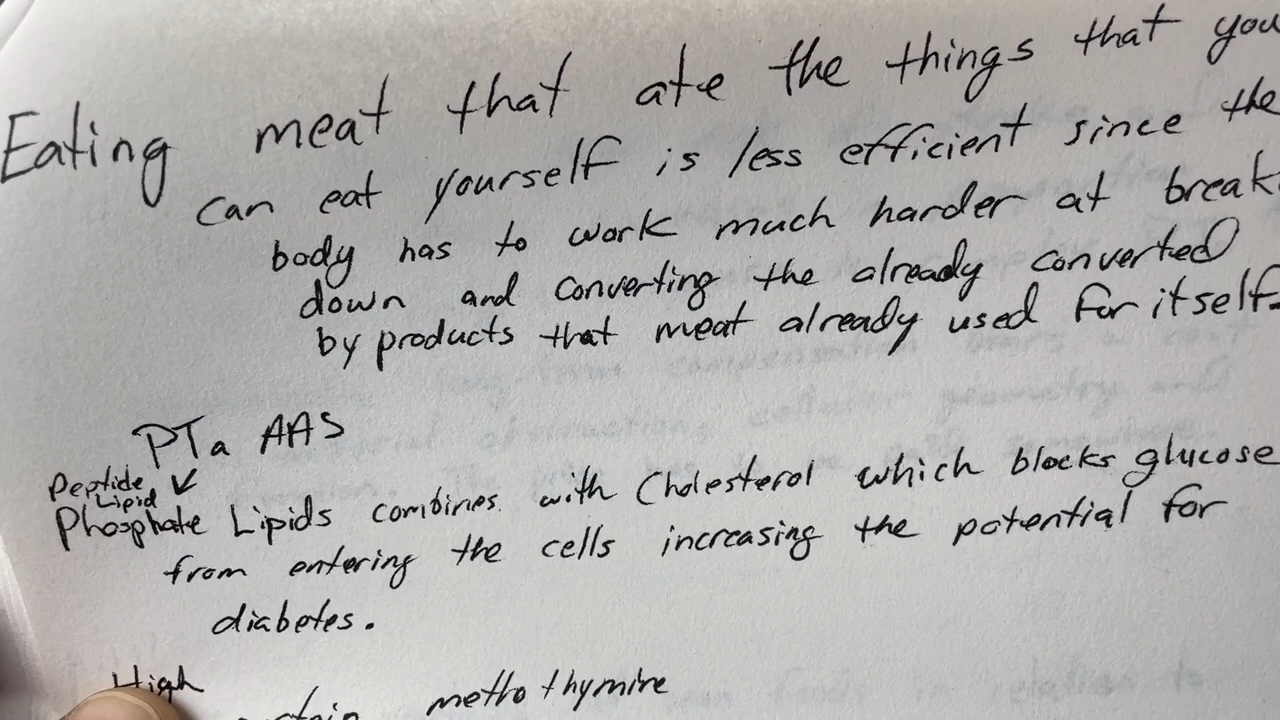 Eating meat that ate the things that you
can eat yourself is less efficient since the
body has to work much harder at break
down and converting the already converted
by products that meat already used for itself.
PTa AAS
Peptide
Lipid
Phosphate Lipids combines with Cholesterol which blocks glucose
from entering the cells increasing the potential for
diabetes.
High
metto thymine